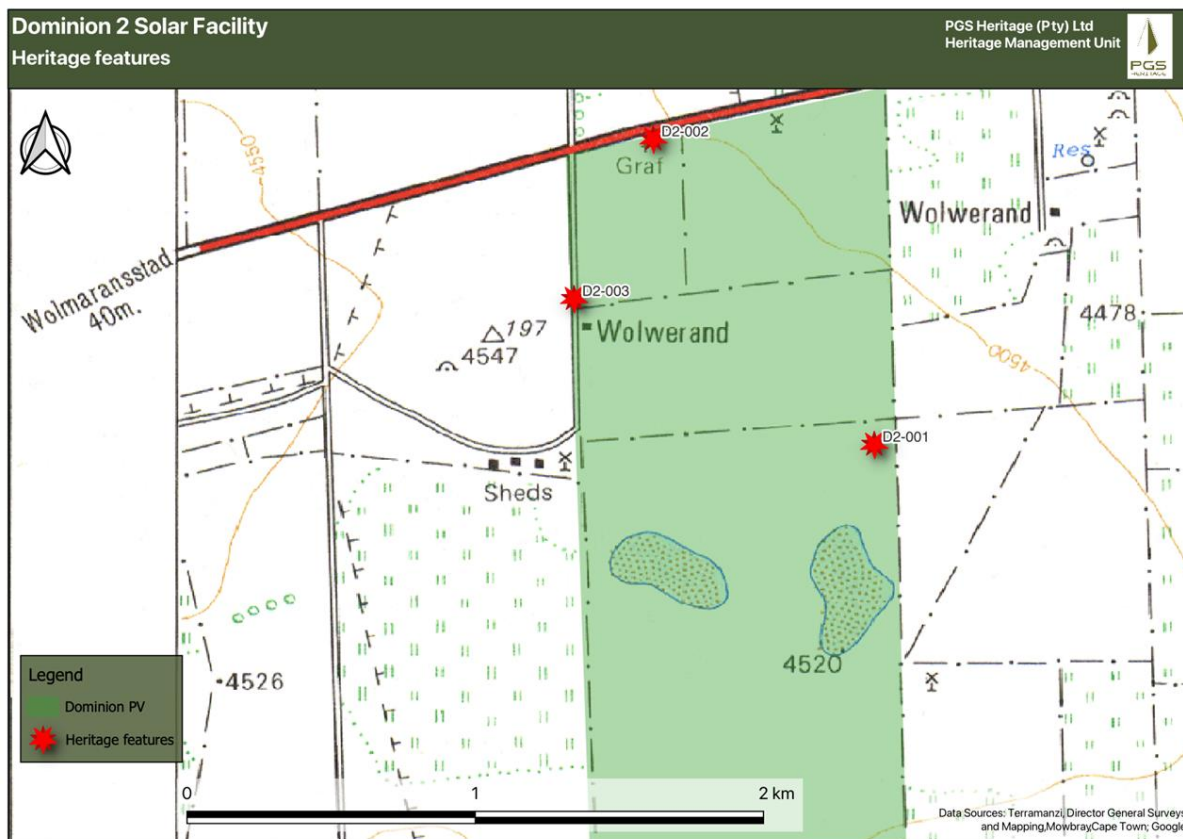 Dominion 2 Solar Facility
Heritage features
PGS Heritage (Pty) Ltd
Heritage Management Unit
PGS
HERITAGE
4550
D2-002
Graf
Res
Wolwerand
Wolmaransstad
40m.
D2-003
197
4547
Wolwerand
4478
4500
D2-001
Sheds
4520
4526
Legend
Dominion PV
Heritage features
0 1 2 km
Data Sources: Terramanzi, Director General Surveys
and Mapping,Mowbray,Cape Town; Google